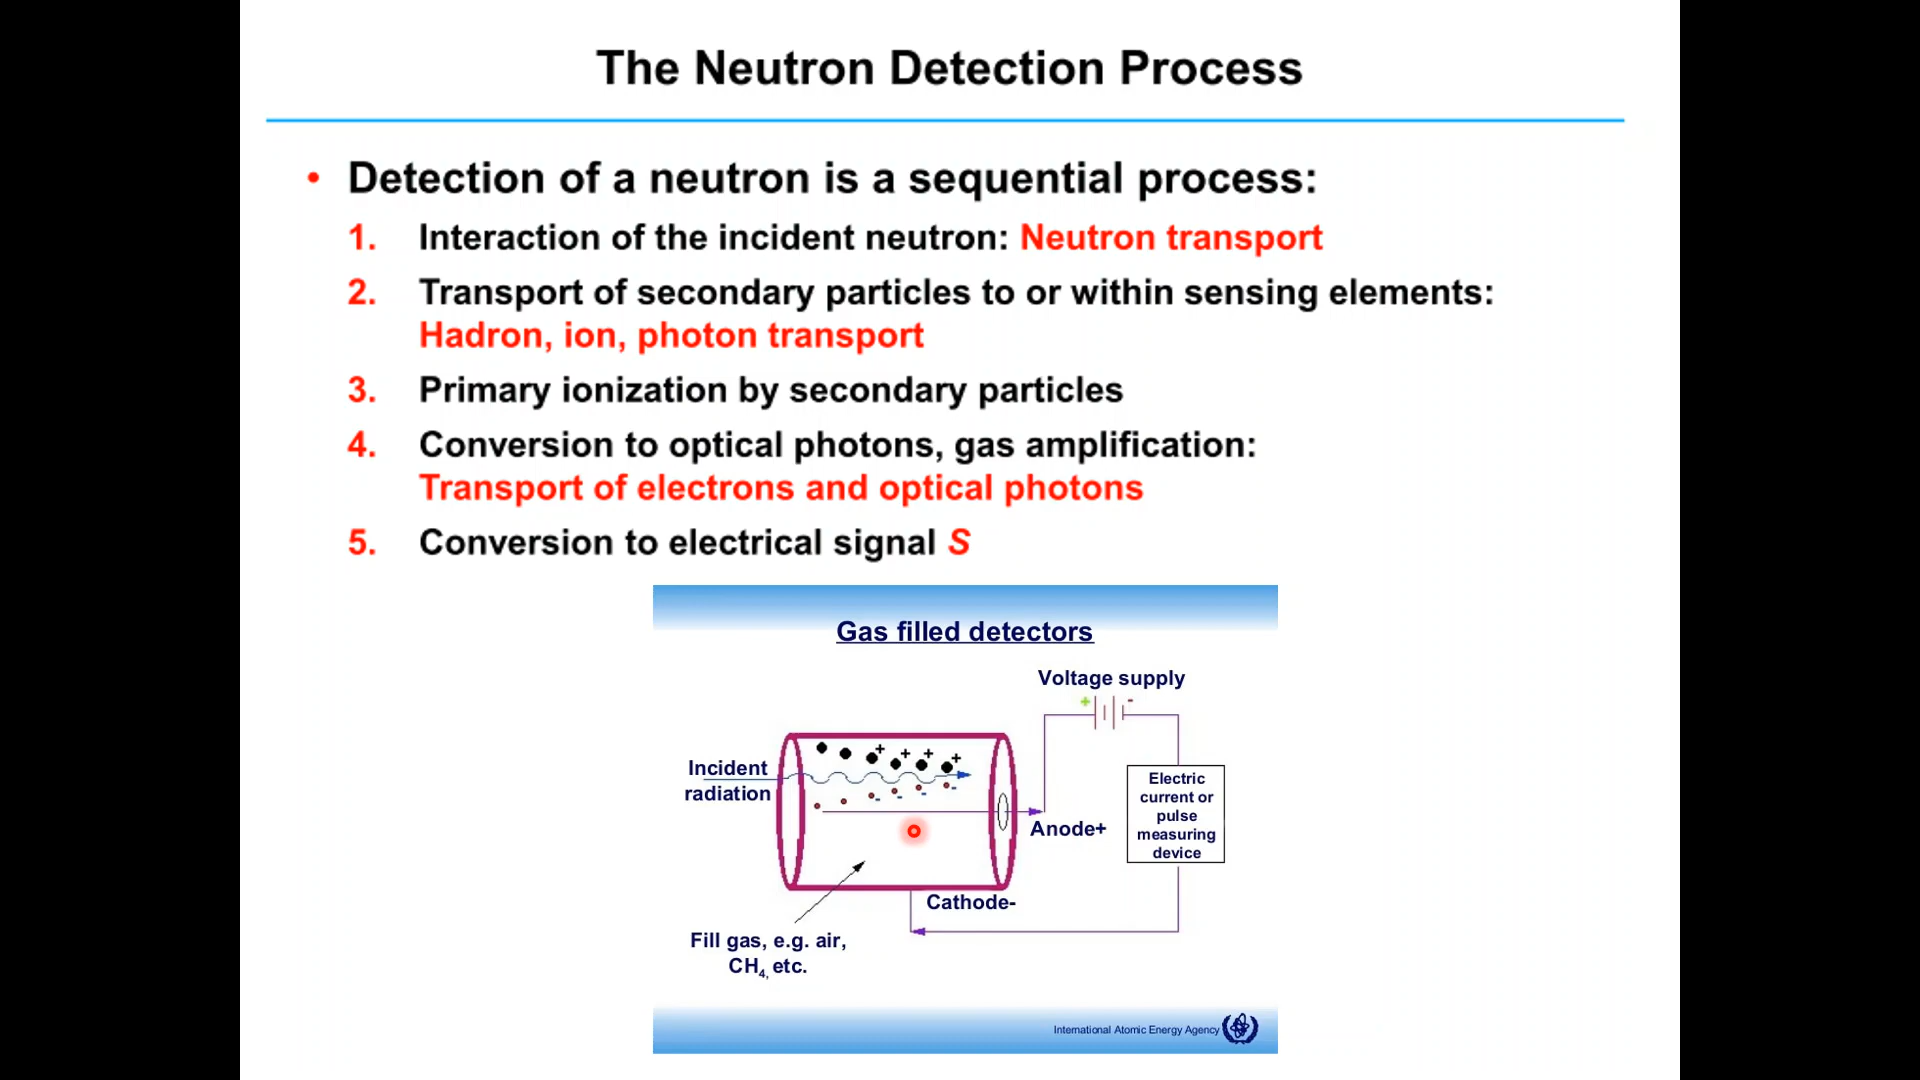 The Neutron Detection Process
• Detection of a neutron is a sequential process:
1. Interaction of the incident neutron: Neutron transport
2. Transport of secondary particles to or within sensing elements:
Hadron, ion, photon transport
3. Primary ionization by secondary particles
4. Conversion to optical photons, gas amplification:
Transport of electrons and optical photons
5. Conversion to electrical signal S
Gas filled detectors
Voltage supply
+ -
+ + + +
Incident
radiation
- - - -
Electric
current or
pulse
measuring
device
Anode+
Cathode-
Fill gas, e.g. air,
CH4, etc.
International Atomic Energy Agency